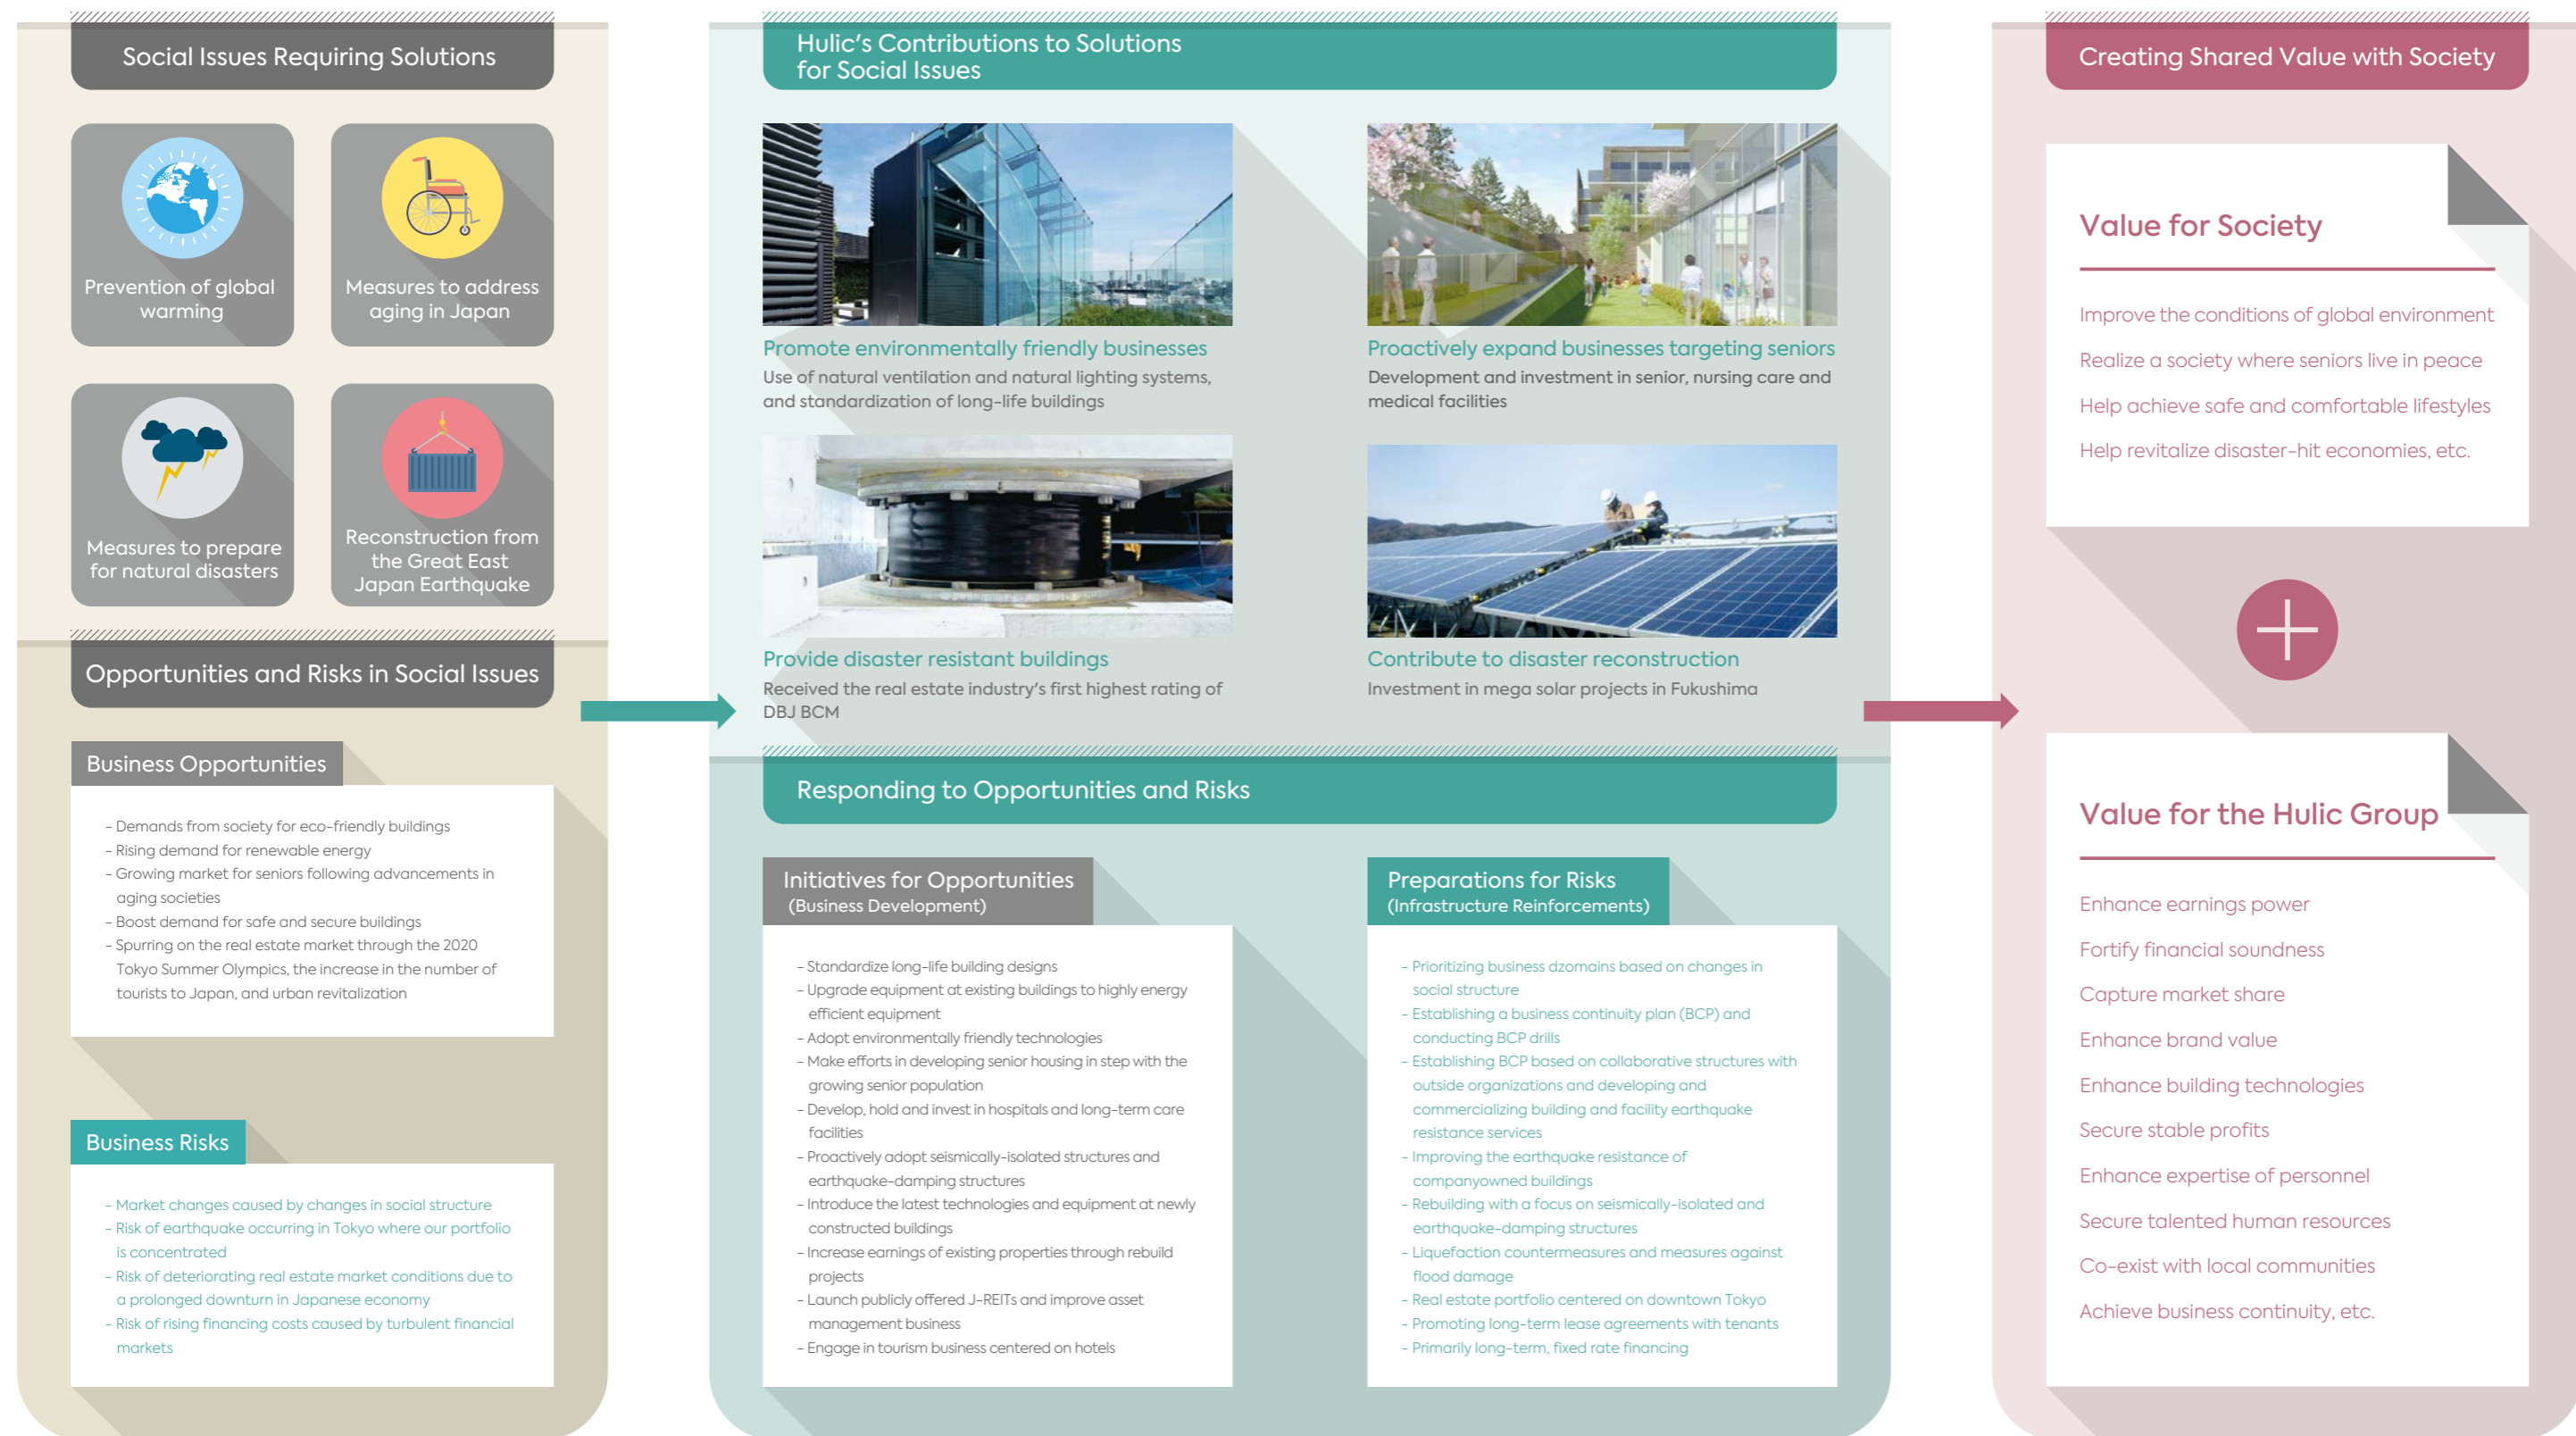 Social Issues Requiring Solutions
Prevention of global
warming
Measures to address
aging in Japan
Measures to prepare
for natural disasters
Reconstruction from
the Great East
Japan Earthquake
Opportunities and Risks in Social Issues
Business Opportunities
- Demands from society for eco-friendly buildings
- Rising demand for renewable energy
- Growing market for seniors following advancements in
aging societies
- Boost demand for safe and secure buildings
- Spurring on the real estate market through the 2020
Tokyo Summer Olympics, the increase in the number of
tourists to Japan, and urban revitalization
Business Risks
- Market changes caused by changes in social structure
- Risk of earthquake occurring in Tokyo where our portfolio
is concentrated
- Risk of deteriorating real estate market conditions due to
a prolonged downturn in Japanese economy
- Risk of rising financing costs caused by turbulent financial
markets
Hulic's Contributions to Solutions
for Social Issues
Promote environmentally friendly businesses
Use of natural ventilation and natural lighting systems,
and standardization of long-life buildings
Proactively expand businesses targeting seniors
Development and investment in senior, nursing care and
medical facilities
Provide disaster resistant buildings
Received the real estate industry's first highest rating of
DBJ BCM
Contribute to disaster reconstruction
Investment in mega solar projects in Fukushima
Responding to Opportunities and Risks
Initiatives for Opportunities
(Business Development)
- Standardize long-life building designs
- Upgrade equipment at existing buildings to highly energy
efficient equipment
- Adopt environmentally friendly technologies
- Make efforts in developing senior housing in step with the
growing senior population
- Develop, hold and invest in hospitals and long-term care
facilities
- Proactively adopt seismically-isolated structures and
earthquake-damping structures
- Introduce the latest technologies and equipment at newly
constructed buildings
- Increase earnings of existing properties through rebuild
projects
- Launch publicly offered J-REITs and improve asset
management business
- Engage in tourism business centered on hotels
Preparations for Risks
(Infrastructure Reinforcements)
- Prioritizing business dzomains based on changes in
social structure
- Establishing a business continuity plan (BCP) and
conducting BCP drills
- Establishing BCP based on collaborative structures with
outside organizations and developing and
commercializing building and facility earthquake
resistance services
- Improving the earthquake resistance of
companyowned buildings
- Rebuilding with a focus on seismically-isolated and
earthquake-damping structures
- Liquefaction countermeasures and measures against
flood damage
- Real estate portfolio centered on downtown Tokyo
- Promoting long-term lease agreements with tenants
- Primarily long-term, fixed rate financing
Creating Shared Value with Society
Value for Society
Improve the conditions of global environment
Realize a society where seniors live in peace
Help achieve safe and comfortable lifestyles
Help revitalize disaster-hit economies, etc.
Value for the Hulic Group
Enhance earnings power
Fortify financial soundness
Capture market share
Enhance brand value
Enhance building technologies
Secure stable profits
Enhance expertise of personnel
Secure talented human resources
Co-exist with local communities
Achieve business continuity, etc.